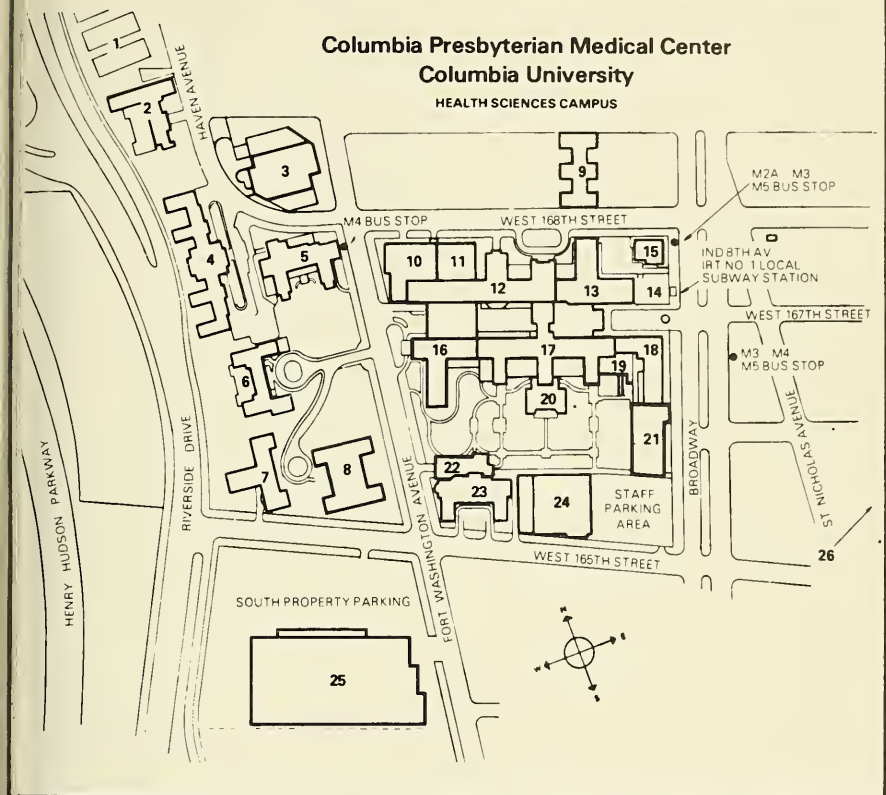 Columbia Presbyterian Medical Center
Columbia University
HEALTH SCIENCES CAMPUS
1
2
HAVEN AVENUE
3
9
M2A M3
M5 BUS STOP
M4 BUS STOP
WEST 168TH STREET
4
5
10
11
12
13
14
15
IND 8TH AV
IRT NO 1 LOCAL
SUBWAY STATION
WEST 167TH STREET
16
17
18
19
M3 M4
M5 BUS STOP
6
20
21
7
8
22
23
24
STAFF
PARKING
AREA
HENRY HUDSON PARKWAY
RIVERSIDE DRIVE
FORT WASHINGTON AVENUE
BROADWAY
ST NICHOLAS AVENUE
26
WEST 165TH STREET
SOUTH PROPERTY PARKING
25
N
E
W
S